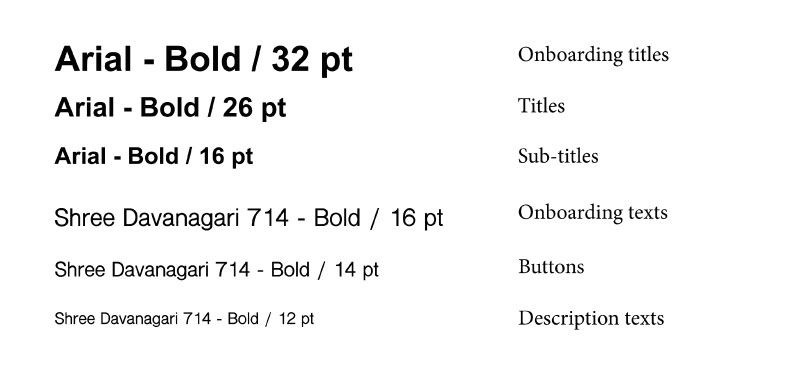 Arial - Bold / 32 pt Onboarding titles
Arial - Bold / 26 pt Titles
Arial - Bold / 16 pt Sub-titles
Shree Davanagari 714 - Bold / 16 pt Onboarding texts
Shree Davanagari 714 - Bold / 14 pt Buttons
Shree Davanagari 714 - Bold / 12 pt Description texts